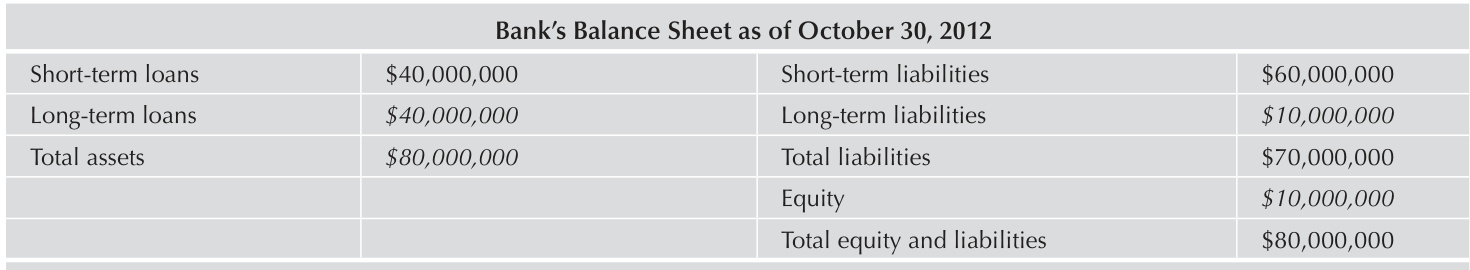 Bank’s Balance Sheet as of October 30, 2012
Short-term loans $40,000,000 Short-term liabilities $60,000,000
Long-term loans $40,000,000 Long-term liabilities $10,000,000
Total assets $80,000,000 Total liabilities $70,000,000
Equity $10,000,000
Total equity and liabilities $80,000,000